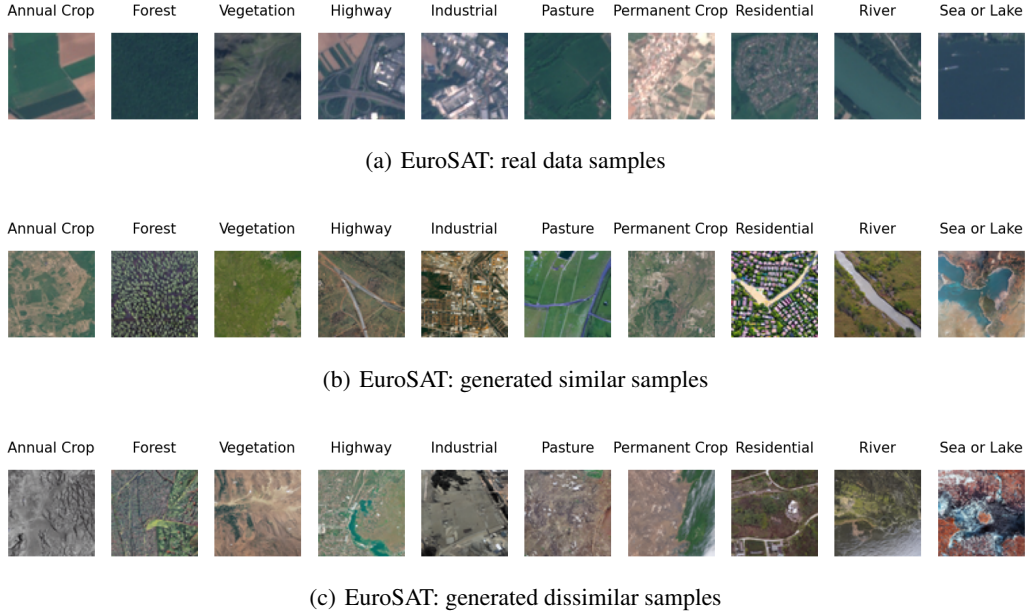 Annual Crop Forest Vegetation Highway Industrial Pasture Permanent Crop Residential River Sea or Lake
(a) EuroSAT: real data samples
Annual Crop Forest Vegetation Highway Industrial Pasture Permanent Crop Residential River Sea or Lake
(b) EuroSAT: generated similar samples
Annual Crop Forest Vegetation Highway Industrial Pasture Permanent Crop Residential River Sea or Lake
(c) EuroSAT: generated dissimilar samples